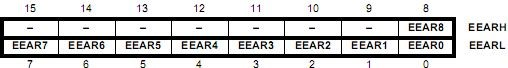 15 14 13 12 11 10 9 8
– – – – – – – EEAR8 EEARH
EEAR7 EEAR6 EEAR5 EEAR4 EEAR3 EEAR2 EEAR1 EEAR0 EEARL
7 6 5 4 3 2 1 0